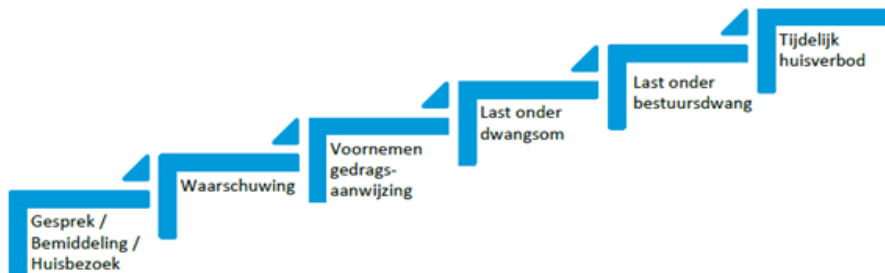 Gesprek /
Bemiddeling /
Huisbezoek
Waarschuwing
Voornemen
gedrags-
aanwijzing
Last onder
dwangsom
Last onder
bestuursdwang
Tijdelijk
huisverbod